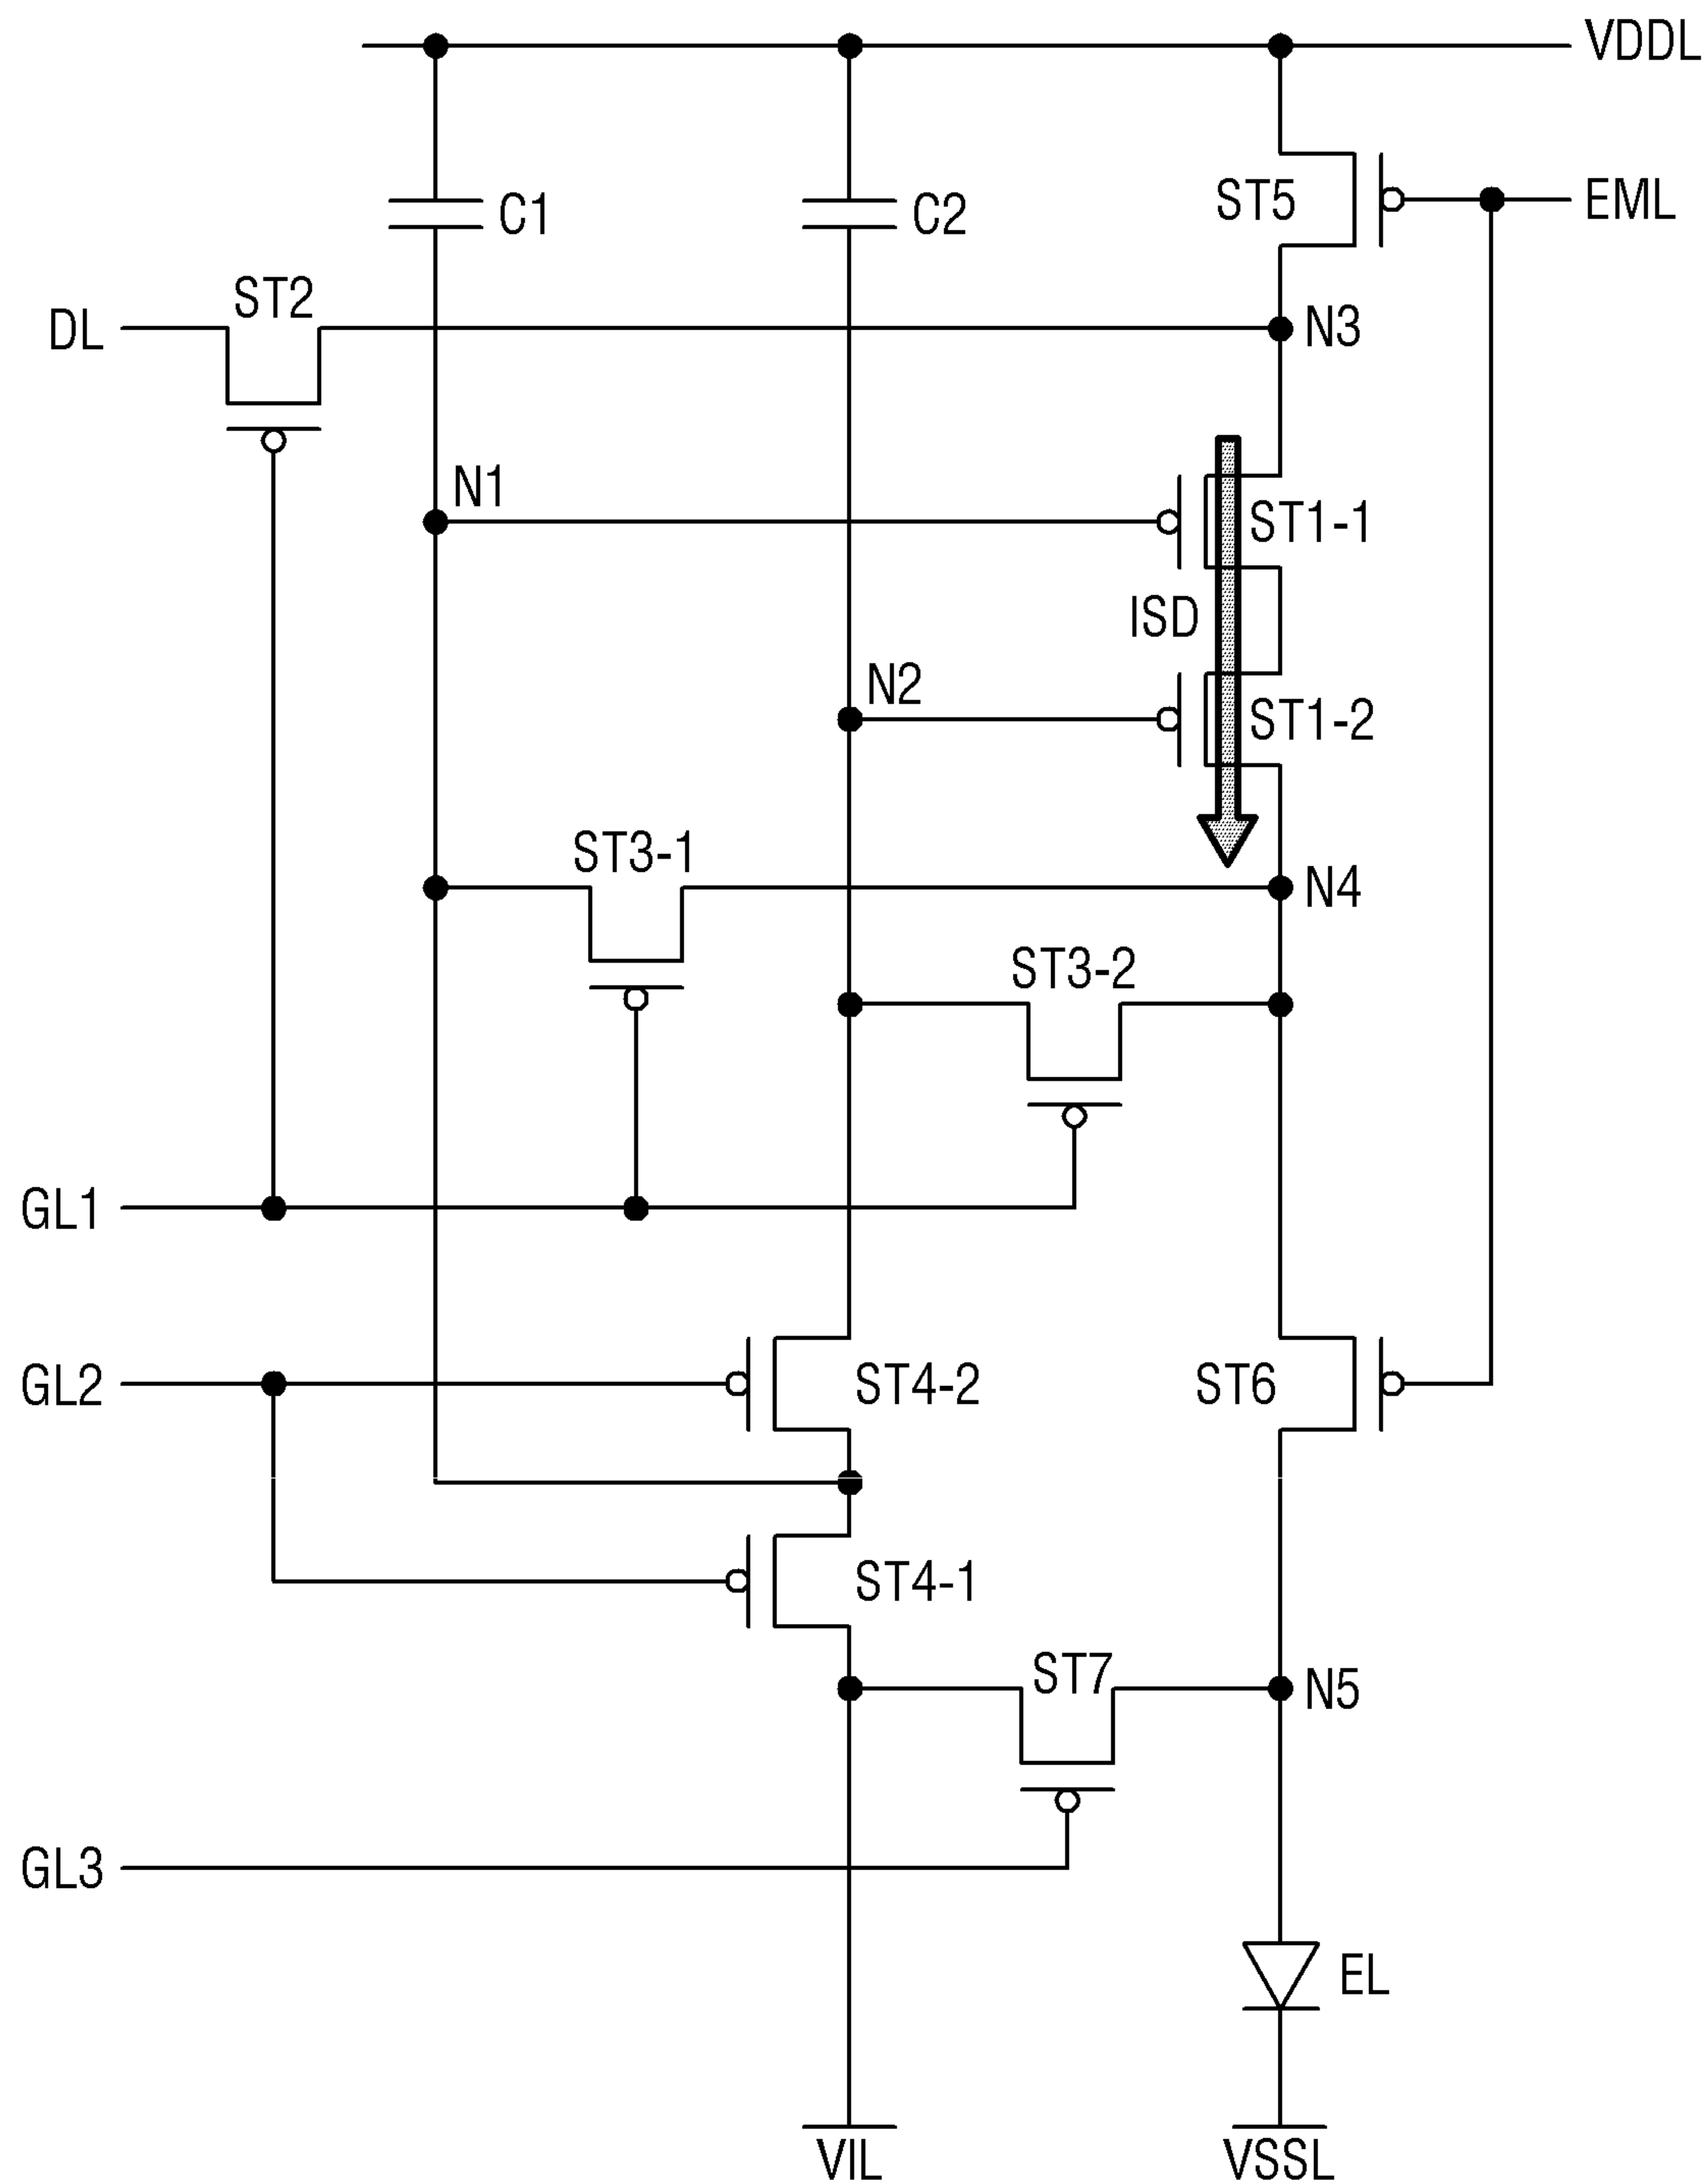 VDDL
C1
C2
ST5
EML
ST2
DL
N3
N1
ST1-1
ISD
N2
ST1-2
ST3-1
N4
ST3-2
GL1
GL2
ST4-2
ST6
ST4-1
ST7
N5
GL3
EL
VIL
VSSL